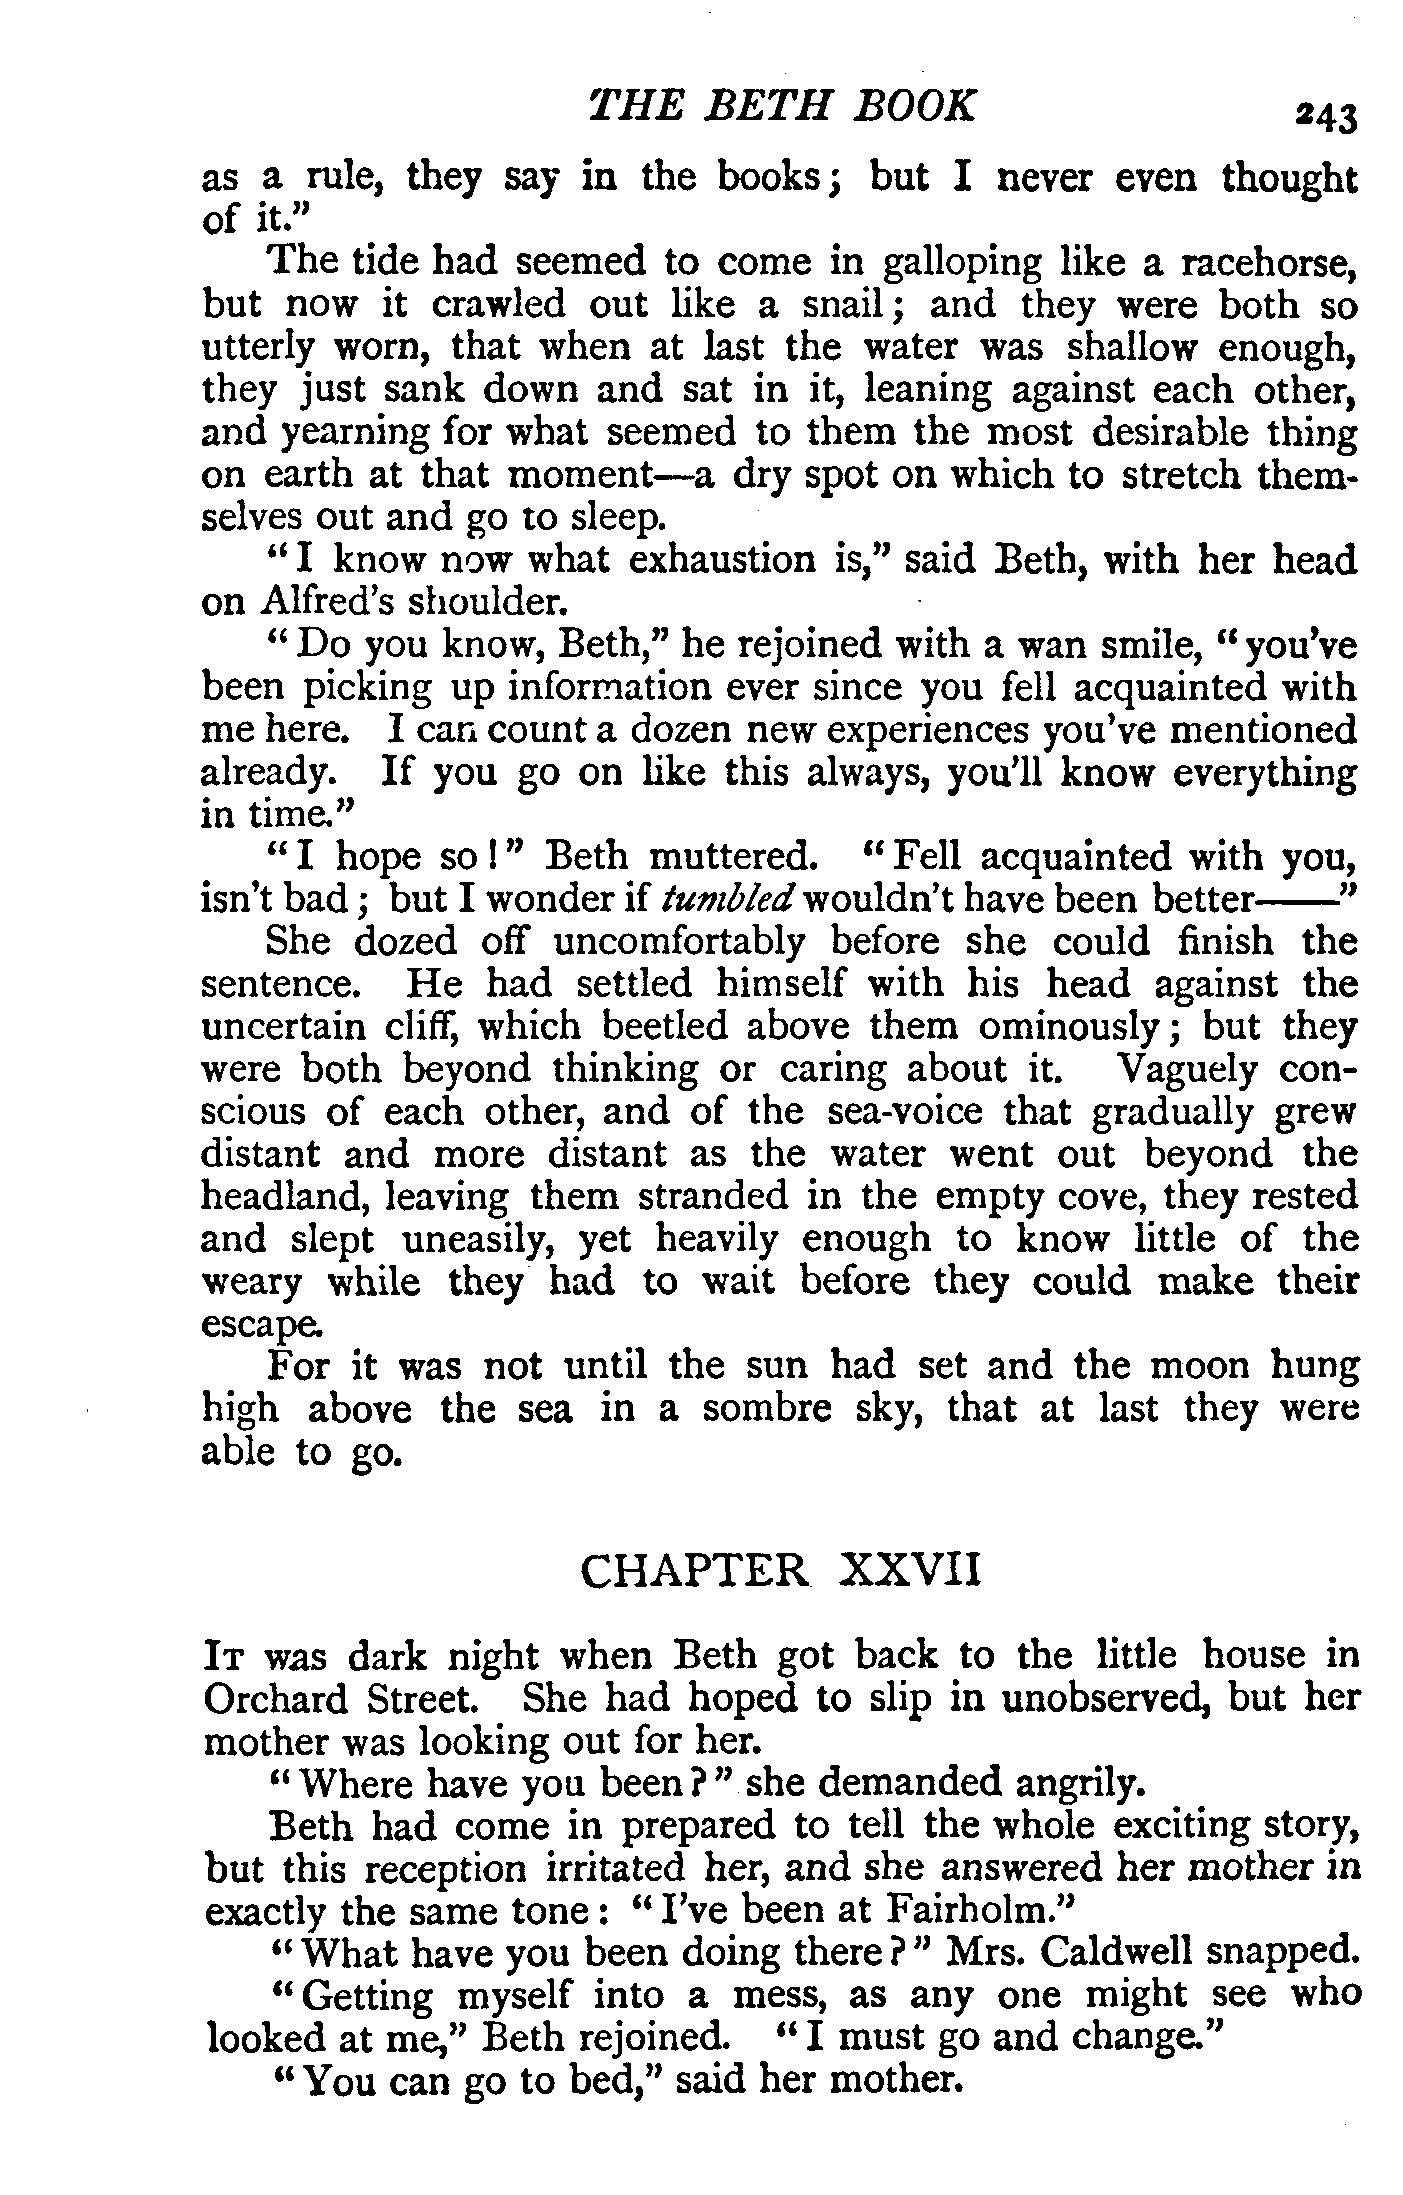 THE BETH BOOK 243
as a rule, they say in the books; but I never even thought
of it.”
The tide had seemed to come in galloping like a racehorse,
but now it crawled out like a snail; and they were both so
utterly worn, that when at last the water was shallow enough,
they just sank down and sat in it, leaning against each other,
and yearning for what seemed to them the most desirable thing
on earth at that moment—a dry spot on which to stretch them-
selves out and go to sleep.
“I know now what exhaustion is,” said Beth, with her head
on Alfred's shoulder.
“Do you know, Beth,” he rejoined with a wan smile, “you've
been picking up information ever since you fell acquainted with
me here. I can count a dozen new experiences you've mentioned
already. If you go on like this always, you'll know everything
in time.”
“I hope so!” Beth muttered. “Fell acquainted with you,
isn't bad; but I wonder if tumbled wouldn't have been better——”
She dozed off uncomfortably before she could finish the
sentence. He had settled himself with his head against the
uncertain cliff, which beetled above them ominously; but they
were both beyond thinking or caring about it. Vaguely con-
scious of each other, and of the sea-voice that gradually grew
distant and more distant as the water went out beyond the
headland, leaving them stranded in the empty cove, they rested
and slept uneasily, yet heavily enough to know little of the
weary while they had to wait before they could make their
escape.
For it was not until the sun had set and the moon hung
high above the sea in a sombre sky, that at last they were
able to go.
CHAPTER XXVII
IT was dark night when Beth got back to the little house in
Orchard Street. She had hoped to slip in unobserved, but her
mother was looking out for her.
“Where have you been?” she demanded angrily.
Beth had come in prepared to tell the whole exciting story,
but this reception irritated her, and she answered her mother in
exactly the same tone: “I've been at Fairholm.”
“What have you been doing there?” Mrs. Caldwell snapped.
“Getting myself into a mess, as any one might see who
looked at me,” Beth rejoined. “I must go and change.”
“You can go to bed,” said her mother.